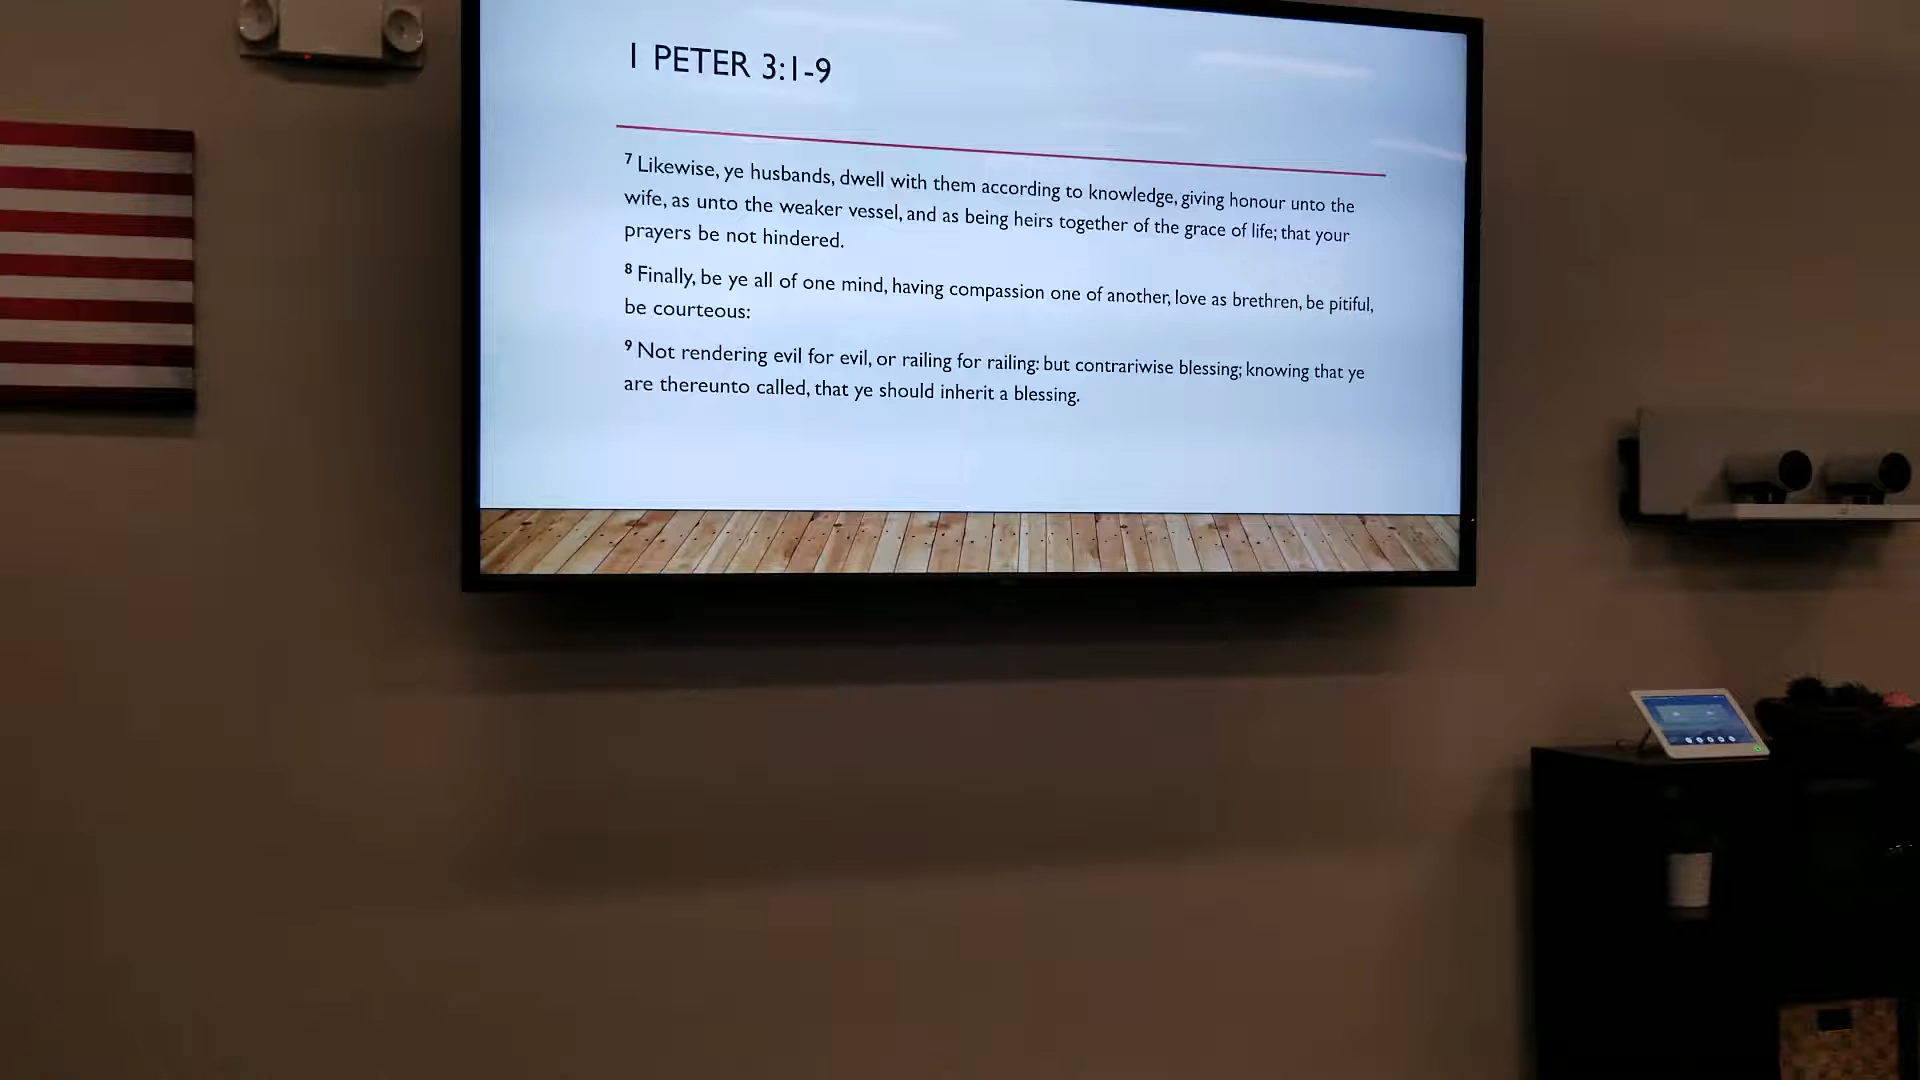 1 PETER 3:1-9
7 Likewise, ye husbands, dwell with them according to knowledge, giving honour unto the
wife, as unto the weaker vessel, and as being heirs together of the grace of life; that your
prayers be not hindered.
8 Finally, be ye all of one mind, having compassion one of another, love as brethren, be pitiful,
be courteous:
9 Not rendering evil for evil, or railing for railing: but contrariwise blessing; knowing that ye
are thereunto called, that ye should inherit a blessing.